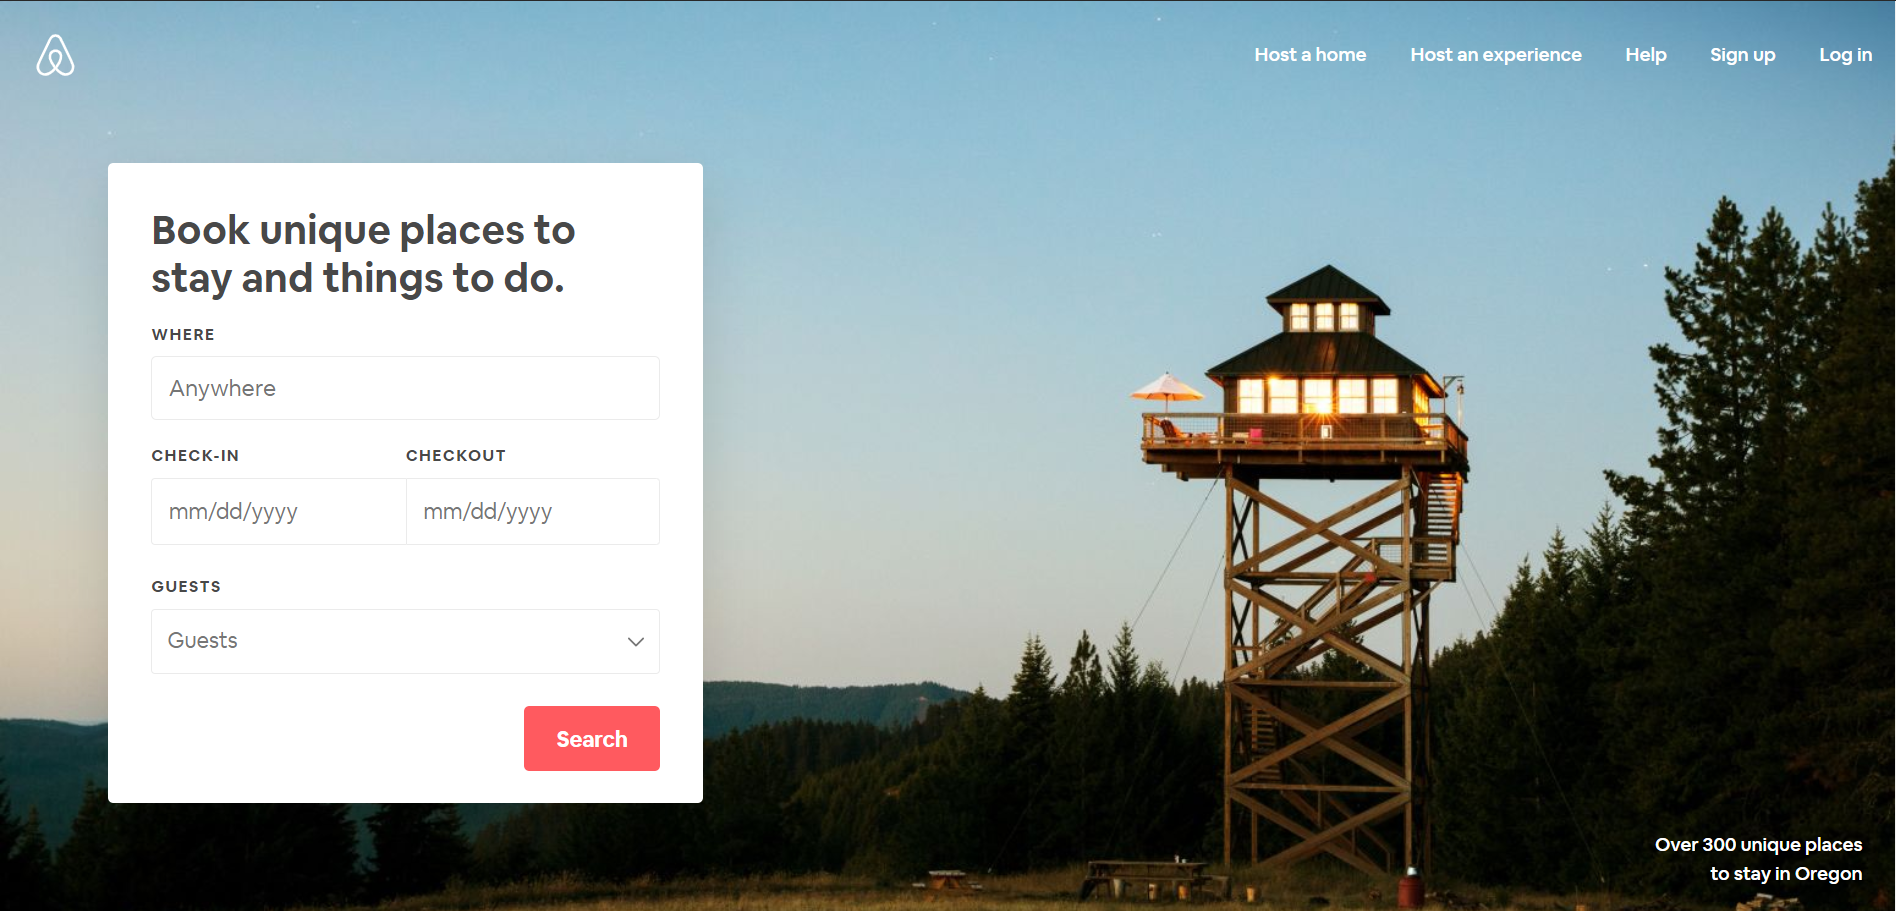 Host a home
Host an experience
Help
Sign up
Log in
Book unique places to
stay and things to do.
WHERE
Anywhere
CHECK-IN
CHECKOUT
mm/dd/yyyy
mm/dd/yyyy
GUESTS
Guests
Search
Over 300 unique places
to stay in Oregon